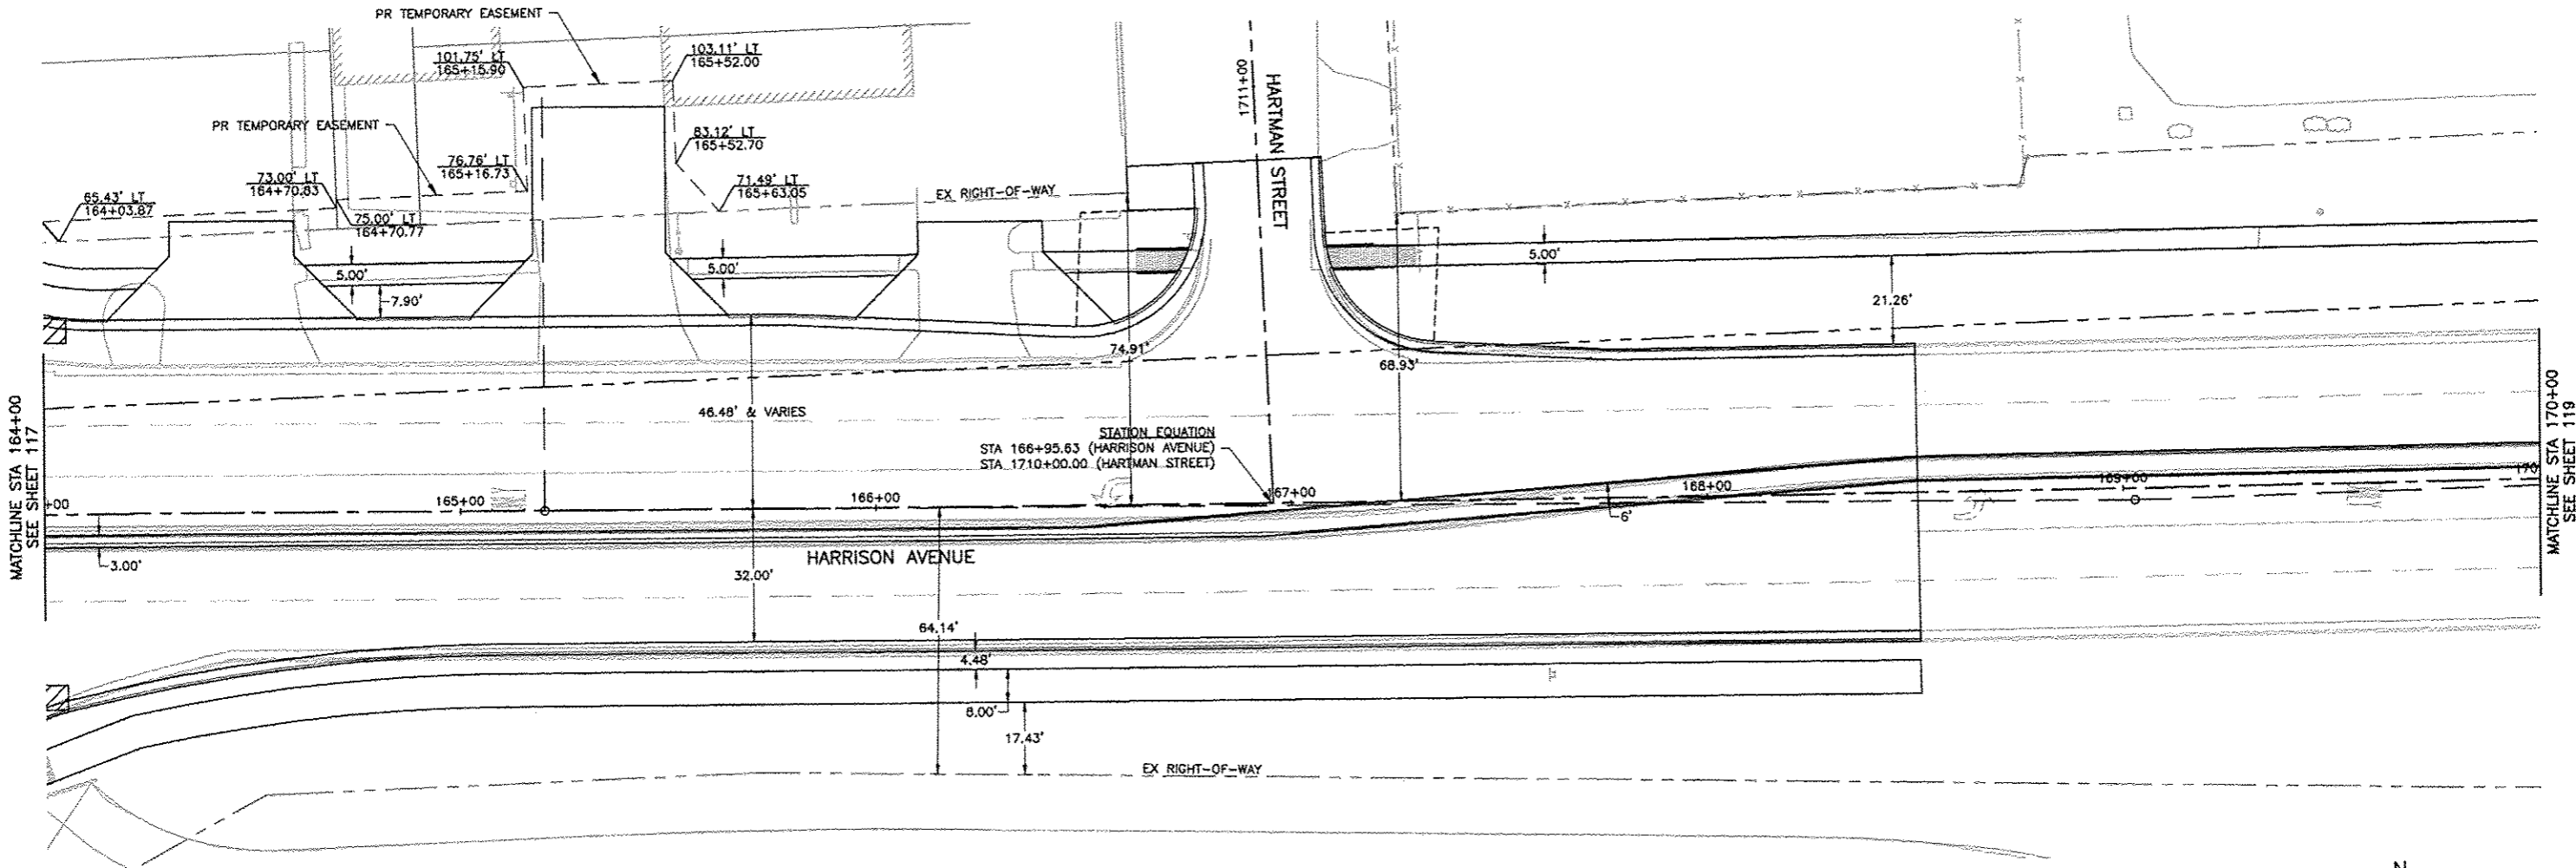 PR TEMPORARY EASEMENT
101.75' LT
165+15.90
103.11' LT
165+52.00
PR TEMPORARY EASEMENT
83.12' LT
165+52.70
76.76' LT
165+16.73
73.00' LT
164+70.83
65.43' LT
164+03.87
75.00' LT
164+70.77
71.49' LT
165+63.05
EX RIGHT-OF-WAY
1711+00
HARTMAN STREET
5.00'
5.00'
5.00'
7.90'
21.26'
74.91'
68.93'
46.48' & VARIES
STATION EQUATION
STA 166+95.63 (HARRISON AVENUE)
STA 1710+00.00 (HARTMAN STREET)
MATCHLINE STA 164+00
SEE SHEET 117
MATCHLINE STA 170+00
SEE SHEET 119
+00
165+00
166+00
67+00
168+00
169+00
170
6'
3.00'
HARRISON AVENUE
32.00'
64.14'
4.48'
8.00'
17.43'
EX RIGHT-OF-WAY
N